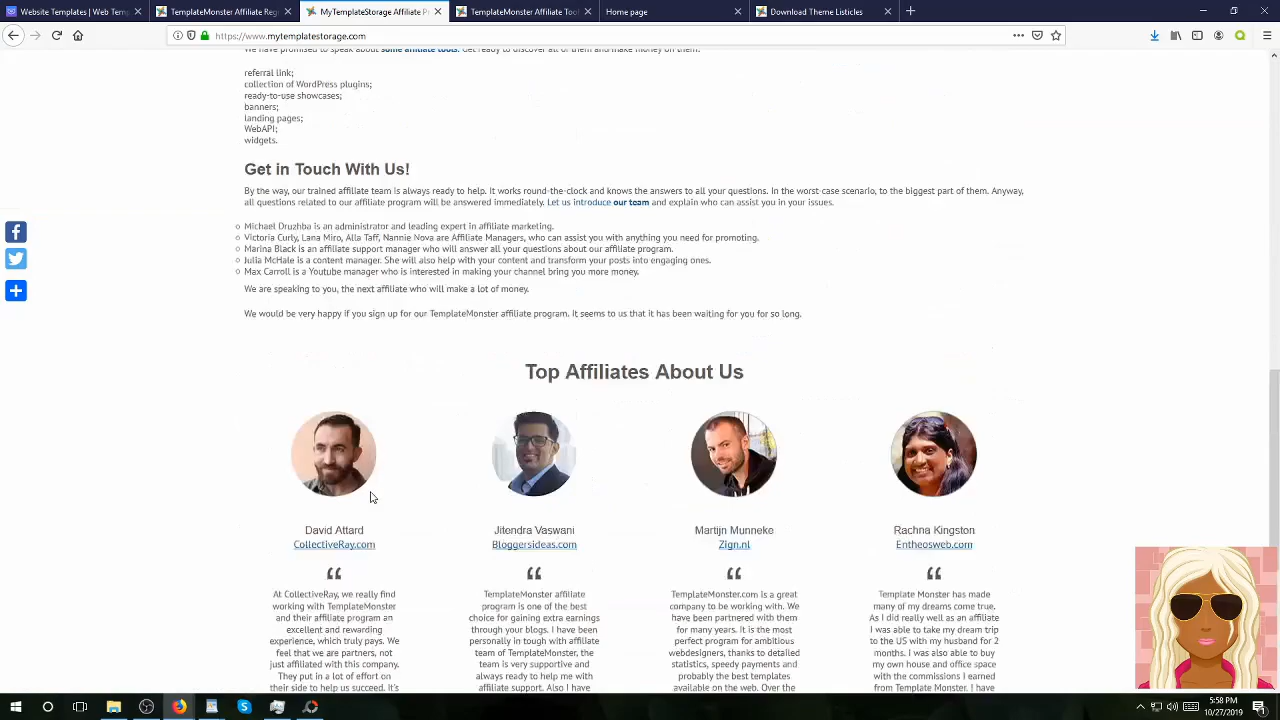 Website Templates | Web Temp
TemplateMonster Affiliate Reg
MyTemplateStorage Affiliate P
TemplateMonster Affiliate Tool
Home page
Download Theme Listicles
https://www.mytemplatestorage.com
We have promised to speak about some affiliate tools. Get ready to discover all of them and make money on them.
referral link;
collection of WordPress plugins;
ready-to-use showcases;
banners;
landing pages;
WebAPI;
widgets.
Get in Touch With Us!
By the way, our trained affiliate team is always ready to help. It works round-the-clock and knows the answers to all your questions. In the worst-case scenario, to the biggest part of them. Anyway,
all questions related to our affiliate program will be answered immediately. Let us introduce our team and explain who can assist you in your issues.
Michael Druzhba is an administrator and leading expert in affiliate marketing.
Victoria Curly, Lana Miro, Alla Taff, Nannie Nova are Affiliate Managers, who can assist you with anything you need for promoting.
Marina Black is an affiliate support manager who will answer all your questions about our affiliate program.
Julia McHale is a content manager. She will also help with your content and transform your posts into engaging ones.
Max Carroll is a Youtube manager who is interested in making your channel bring you more money.
We are speaking to you, the next affiliate who will make a lot of money.
We would be very happy if you sign up for our TemplateMonster affiliate program. It seems to us that it has been waiting for you for so long.
Top Affiliates About Us
David Attard
CollectiveRay.com
At CollectiveRay, we really find
working with TemplateMonster
and their affiliate program an
excellent and rewarding
experience, which truly pays. We
feel that we are partners, not
just affiliated with this company.
They put in a lot of effort on
their side to help us succeed. It's
Jitendra Vaswani
Bloggersideas.com
TemplateMonster affiliate
program is one of the best
choice for gaining extra earnings
through your blogs. I have been
personally in tough with affiliate
team of TemplateMonster, the
team is very supportive and
always ready to help me with
affiliate support. Also I have
Martijn Munneke
Zign.nl
TemplateMonster.com is a great
company to be working with. We
have been partnered with them
for many years. It is the most
perfect program for ambitious
webdesigners, thanks to detailed
statistics, speedy payments and
probably the best templates
available on the web. Over the
Rachna Kingston
Entheosweb.com
Template Monster has made
many of my dreams come true.
As I did really well as an affiliate
I was able to take my dream trip
to the US with my husband for 2
months. I was also able to buy
my own house and office space
with the commissions I earned
from Template Monster. I have
5:58 PM
10/27/2019